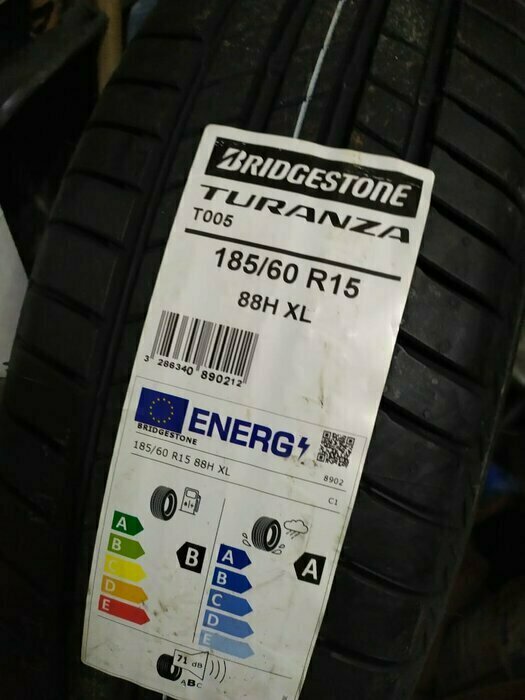 BRIDGESTONE
TURANZA
T005
185/60 R15
88H XL
3 286340 890212
ENERG
BRIDGESTONE
8902
185/60 R15 88H XL
C1
A
B
C
D
E
B
A
B
C
D
E
A
71 dB
ABC